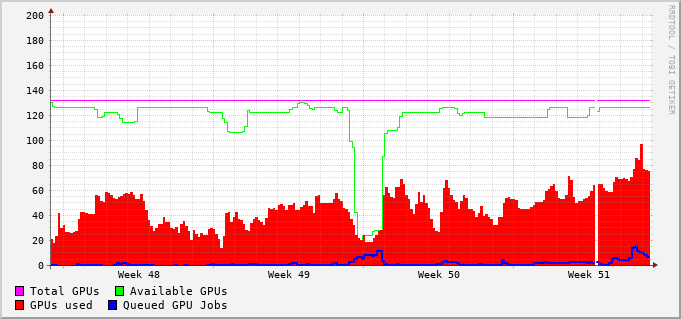 200
180
160
140
120
100
80
60
40
20
0
Week 48 Week 49 Week 50 Week 51
Total GPUs Available GPUs
GPUs used Queued GPU Jobs
RRDTOOL / TOBI OETIKER